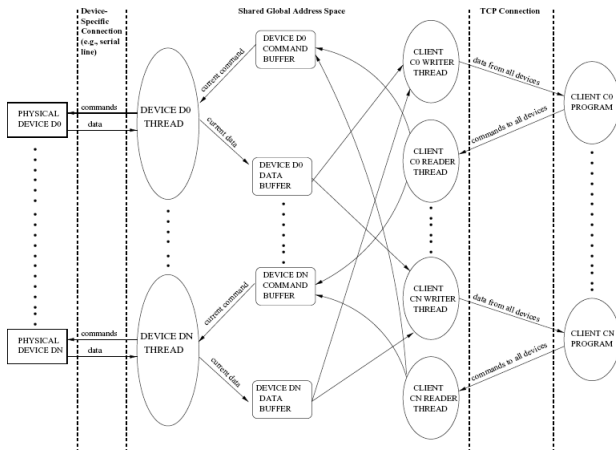 Device-
Specific
Connection
(e.g., serial
line)
Shared Global Address Space
TCP Connection
DEVICE D0
COMMAND
BUFFER
CLIENT
C0 WRITER
THREAD
current command
data from all devices
PHYSICAL
DEVICE D0
commands
data
DEVICE D0
THREAD
CLIENT C0
PROGRAM
current data
commands to all devices
DEVICE D0
DATA
BUFFER
CLIENT
C0 READER
THREAD
DEVICE DN
COMMAND
BUFFER
CLIENT
CN WRITER
THREAD
current command
data from all devices
PHYSICAL
DEVICE DN
commands
data
DEVICE DN
THREAD
CLIENT CN
PROGRAM
current data
commands to all devices
DEVICE DN
DATA
BUFFER
CLIENT
CN READER
THREAD